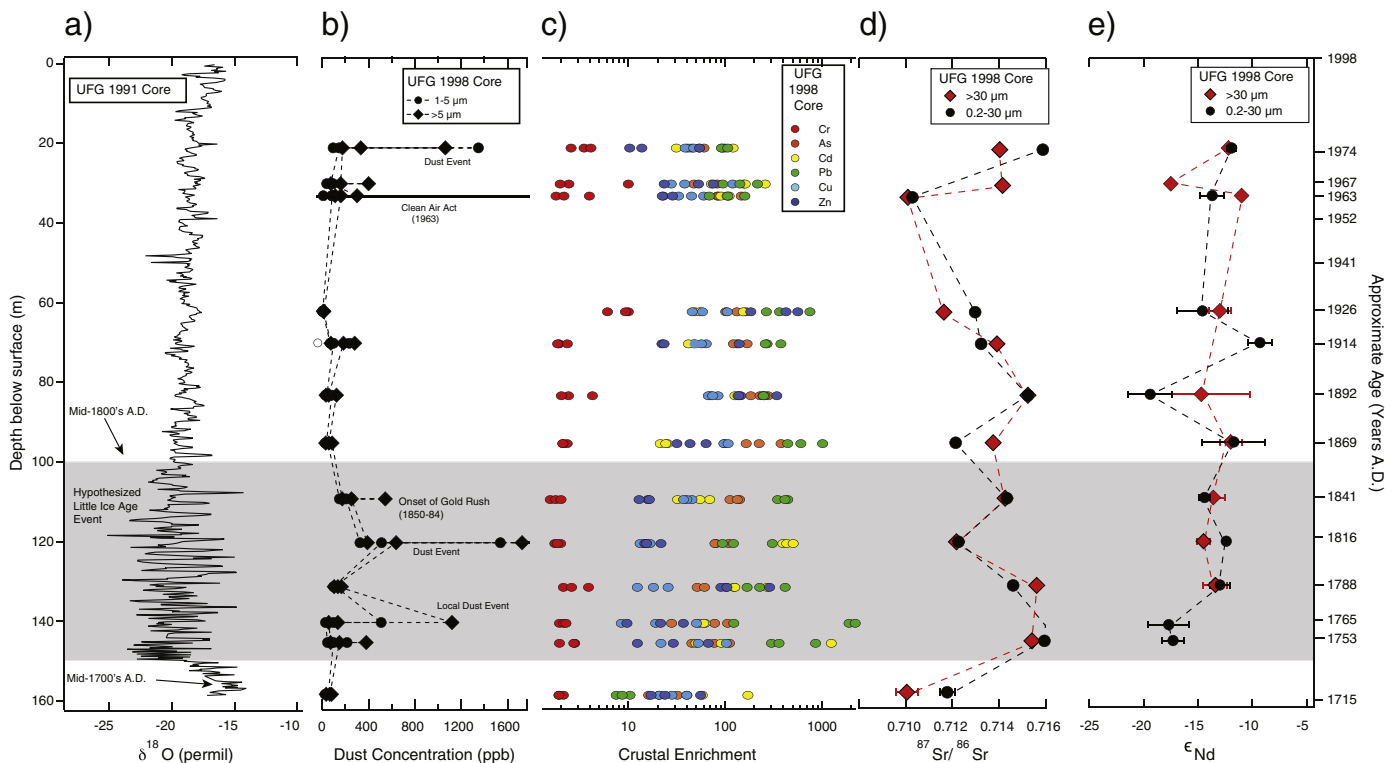 a)
b)
c)
d)
e)
UFG 1991 Core
UFG 1998 Core
1-5 µm
>5 µm
UFG
1998
Core
Cr
As
Cd
Pb
Cu
Zn
UFG 1998 Core
>30 µm
0.2-30 µm
UFG 1998 Core
>30 µm
0.2-30 µm
Depth below surface (m)
0
20
40
60
80
100
120
140
160
Mid-1800's A.D.
Hypothesized
Little Ice Age
Event
Mid-1700's A.D.
Dust Event
Clean Air Act
(1963)
Onset of Gold Rush
(1850-84)
Dust Event
Local Dust Event
1998
1974
1967
1963
1952
1941
1926
1914
1892
1869
1841
1816
1788
1765
1753
1715
Approximate Age (Years A.D.)
-25 -20 -15 -10
δ18O (permil)
0 400 800 1200 1600
Dust Concentration (ppb)
10 100 1000
Crustal Enrichment
0.710 0.712 0.714 0.716
87Sr/86Sr
-25 -20 -15 -10 -5
εNd